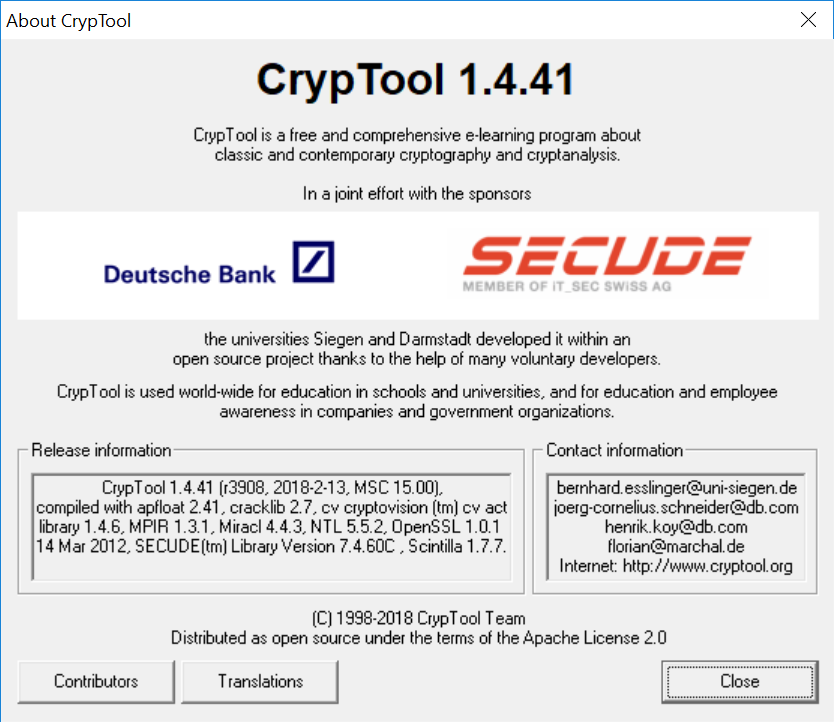 About CrypTool
CrypTool 1.4.41
CrypTool is a free and comprehensive e-learning program about
classic and contemporary cryptography and cryptanalysis.
In a joint effort with the sponsors
Deutsche Bank
SECUDE
MEMBER OF iT_SEC SWISS AG
the universities Siegen and Darmstadt developed it within an
open source project thanks to the help of many voluntary developers.
CrypTool is used world-wide for education in schools and universities, and for education and employee
awareness in companies and government organizations.
Release information
CrypTool 1.4.41 (r3908, 2018-2-13, MSC 15.00),
compiled with apfloat 2.41, cracklib 2.7, cv cryptovision (tm) cv act
library 1.4.6, MPIR 1.3.1, Miracl 4.4.3, NTL 5.5.2, OpenSSL 1.0.1
14 Mar 2012, SECUDE(tm) Library Version 7.4.60C , Scintilla 1.7.7.
Contact information
bernhard.esslinger@uni-siegen.de
joerg-cornelius.schneider@db.com
henrik.koy@db.com
florian@marchal.de
Internet: http://www.cryptool.org
(C) 1998-2018 CrypTool Team
Distributed as open source under the terms of the Apache License 2.0
Contributors
Translations
Close